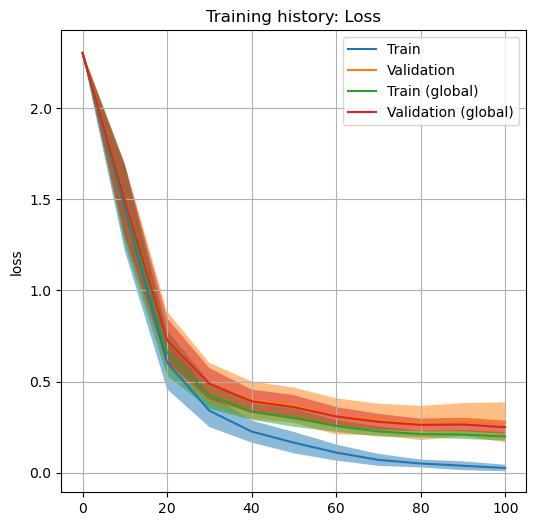 Training history: Loss
Train
Validation
Train (global)
Validation (global)
loss
2.0
1.5
1.0
0.5
0.0
0 20 40 60 80 100